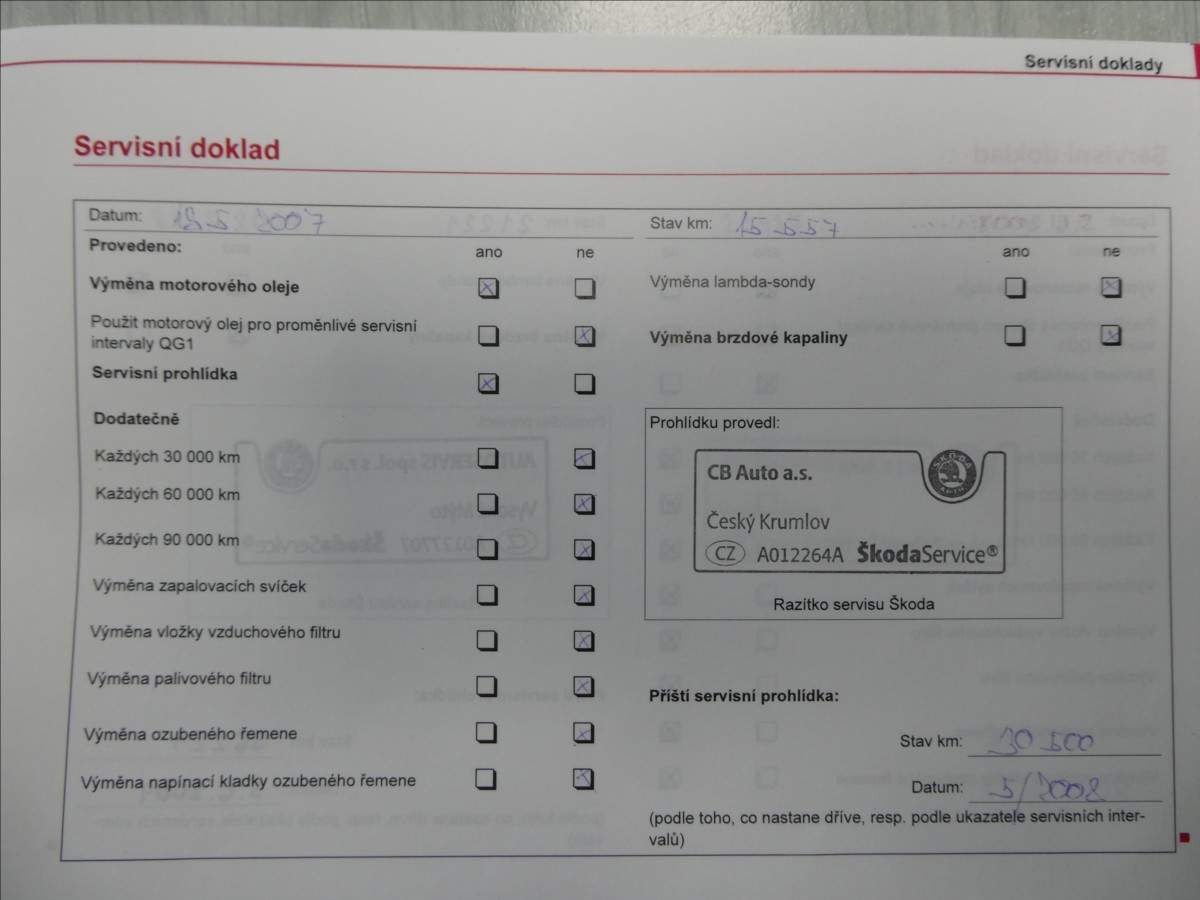 Servisní doklady
Servisní doklad
Datum: 2007
Stav km: 15 557
Provedeno:
ano ne
ano ne
Výměna motorového oleje
Výměna lambda-sondy
Použit motorový olej pro proměnlivé servisní
intervaly QG1
Výměna brzdové kapaliny
Servisní prohlídka
Dodatečně
Každých 30 000 km
Každých 60 000 km
Každých 90 000 km
Výměna zapalovacích svíček
Výměna vložky vzduchového filtru
Výměna palivového filtru
Výměna ozubeného řemene
Výměna napínací kladky ozubeného řemene
Prohlídku provedl:
ŠKODA
AUTO
CB Auto a.s.
Český Krumlov
CZ A012264A ŠkodaService®
Razítko servisu Škoda
Příští servisní prohlídka:
Stav km: 30 500
Datum: 5/2008
(podle toho, co nastane dříve, resp. podle ukazatele servisních inter-
valů)